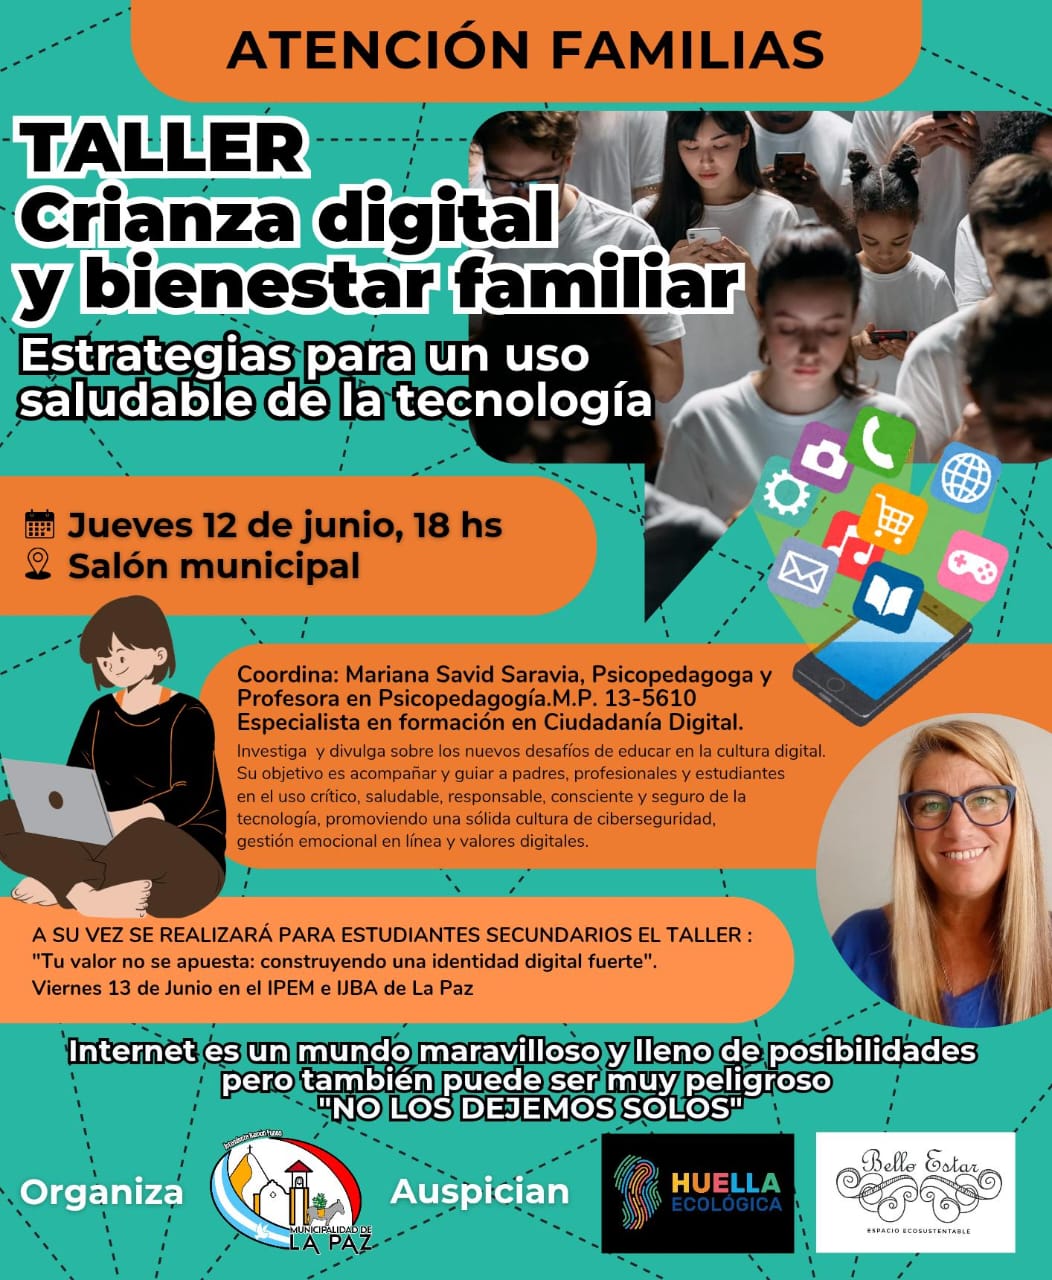 ATENCIÓN FAMILIAS
TALLER
Crianza digital
y bienestar familiar
Estrategias para un uso
saludable de la tecnología
Jueves 12 de junio, 18 hs
Salón municipal
Coordina: Mariana Savid Saravia, Psicopedagoga y
Profesora en Psicopedagogía.M.P. 13-5610
Especialista en formación en Ciudadanía Digital.
Investiga y divulga sobre los nuevos desafíos de educar en la cultura digital.
Su objetivo es acompañar y guiar a padres, profesionales y estudiantes
en el uso crítico, saludable, responsable, consciente y seguro de la
tecnología, promoviendo una sólida cultura de ciberseguridad,
gestión emocional en línea y valores digitales.
A SU VEZ SE REALIZARÁ PARA ESTUDIANTES SECUNDARIOS EL TALLER :
"Tu valor no se apuesta: construyendo una identidad digital fuerte".
Viernes 13 de Junio en el IPEM e IJBA de La Paz
Internet es un mundo maravilloso y lleno de posibilidades
pero también puede ser muy peligroso
"NO LOS DEJEMOS SOLOS"
Organiza
MUNICIPALIDAD DE
LA PAZ
Auspician
HUELLA
ECOLÓGICA
Bello Estar
ESPACIO ECOSUSTENTABLE